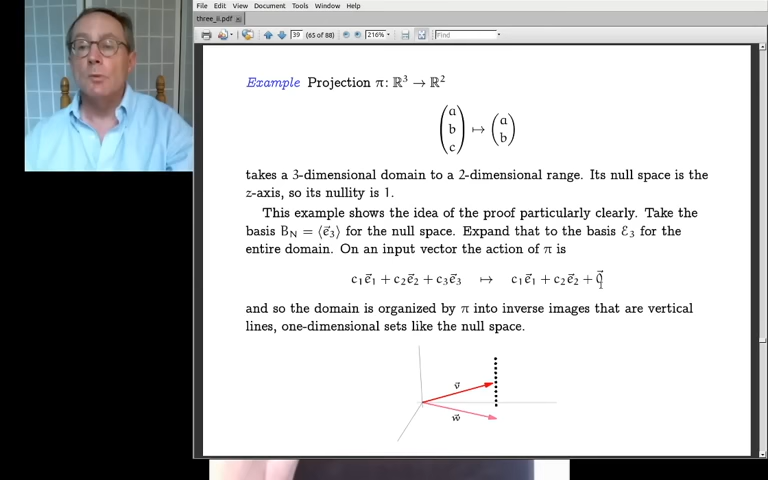 File Edit View Document Tools Window Help
three_li.pdf
39 (65 of 88) 216% Find
Example Projection π: ℝ³ → ℝ²
(a b c) ↦ (a b)
takes a 3-dimensional domain to a 2-dimensional range. Its null space is the
z-axis, so its nullity is 1.
This example shows the idea of the proof particularly clearly. Take the
basis B_N = ⟨e⃗₃⟩ for the null space. Expand that to the basis ℰ₃ for the
entire domain. On an input vector the action of π is
c₁e⃗₁ + c₂e⃗₂ + c₃e⃗₃ ↦ c₁e⃗₁ + c₂e⃗₂ + 0⃗
and so the domain is organized by π into inverse images that are vertical
lines, one-dimensional sets like the null space.
v⃗
w⃗